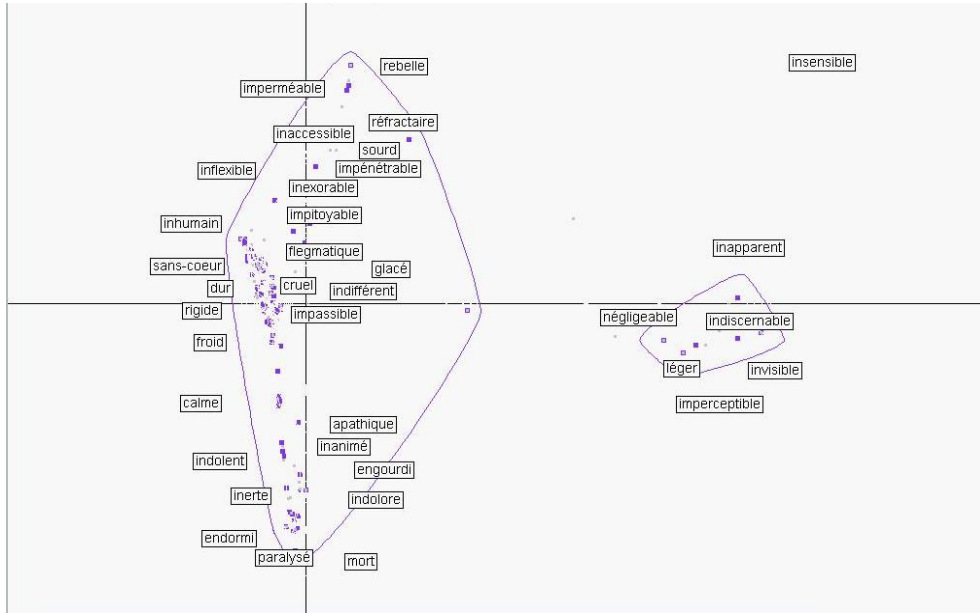 insensible
rebelle
imperméable
réfractaire
inaccessible
sourd
impénétrable
inflexible
inexorable
impitoyable
inhumain
inapparent
flegmatique
sans-coeur
glacé
dur
cruel
indifférent
rigide
impassible
négligeable
indiscernable
froid
léger
invisible
calme
imperceptible
apathique
inanimé
indolent
engourdi
inerte
indolore
endormi
paralysé
mort